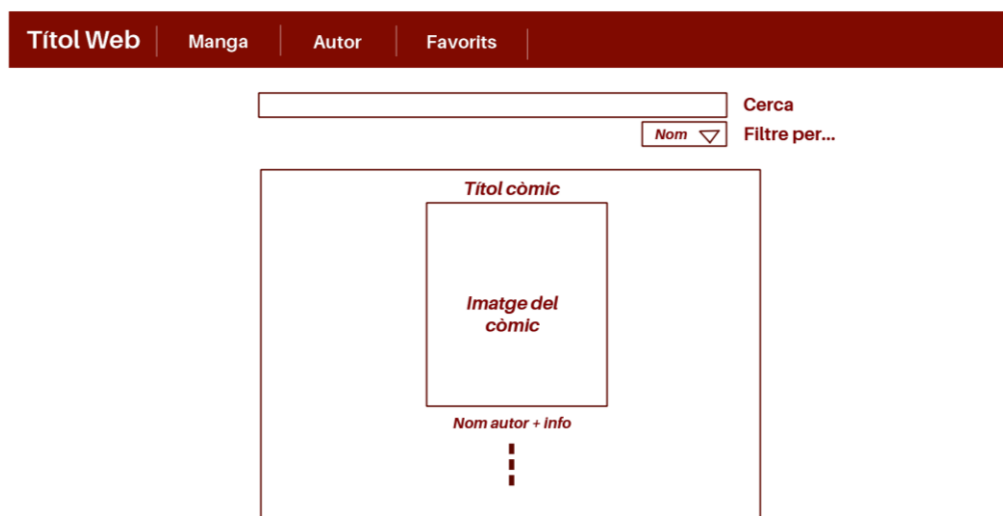 Títol Web
Manga
Autor
Favorits
Cerca
Nom
Filtre per...
Títol còmic
Imatge del
còmic
Nom autor + info